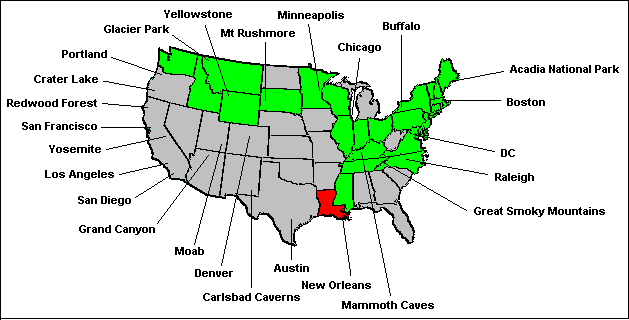 Yellowstone
Minneapolis
Glacier Park
Mt Rushmore
Buffalo
Chicago
Portland
Acadia National Park
Crater Lake
Redwood Forest
Boston
San Francisco
Yosemite
DC
Los Angeles
Raleigh
San Diego
Great Smoky Mountains
Grand Canyon
Moab
Denver
Austin
New Orleans
Carlsbad Caverns
Mammoth Caves